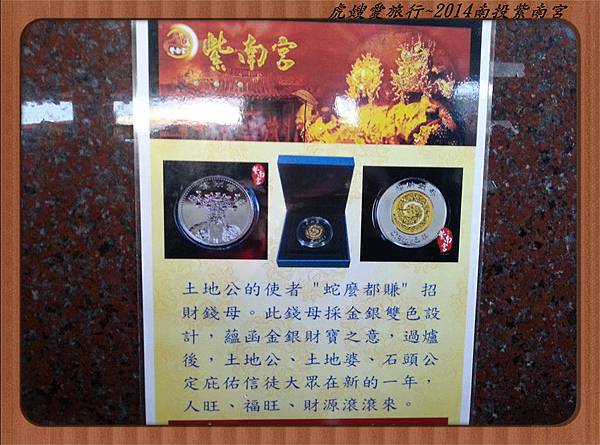 虎嫂愛旅行~2014南投紫南宮
紫南宮
土地公的使者 "蛇麼都賺" 招
財錢母。此錢母採金銀雙色設
計，蘊函金銀財寶之意，過爐
後，土地公、土地婆、石頭公
定庇佑信徒大眾在新的一年，
人旺、福旺、財源滾滾來。